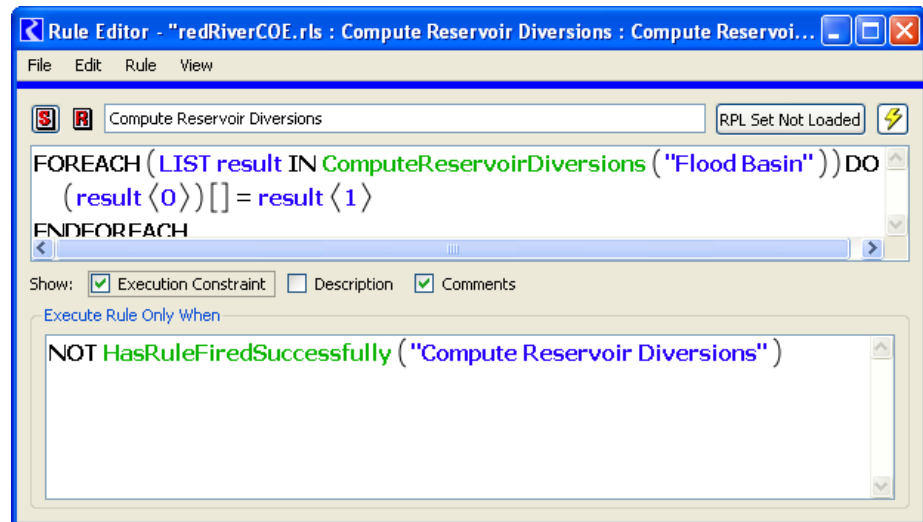 Rule Editor - "redRiverCOE.rls : Compute Reservoir Diversions : Compute Reservoi...
File Edit Rule View
S R Compute Reservoir Diversions RPL Set Not Loaded
FOREACH (LIST result IN ComputeReservoirDiversions ("Flood Basin")) DO
(result ⟨0⟩) [] = result ⟨1⟩
ENDFOREACH
Show: Execution Constraint Description Comments
Execute Rule Only When
NOT HasRuleFiredSuccessfully ("Compute Reservoir Diversions")